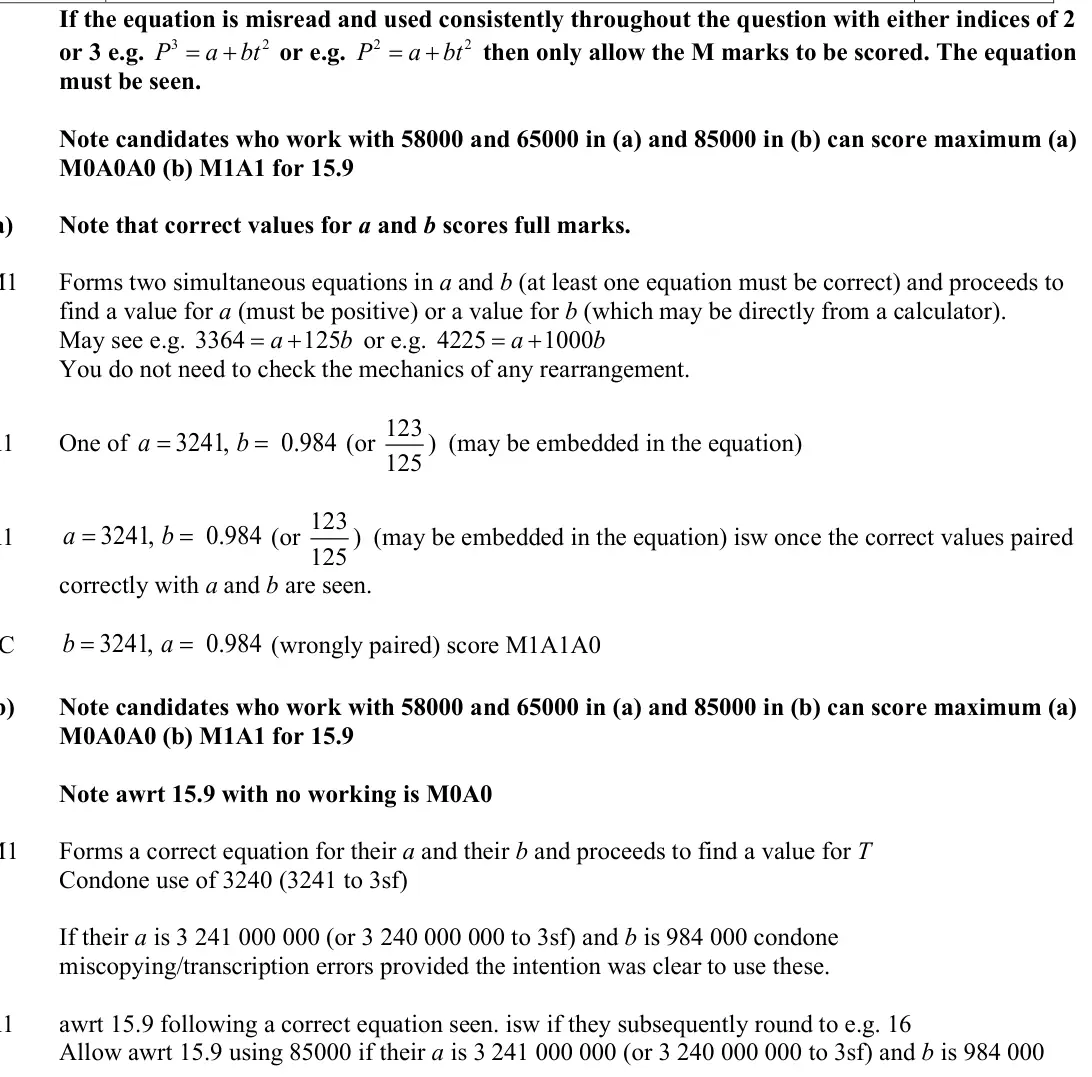 If the equation is misread and used consistently throughout the question with either indices of 2
or 3 e.g. P³ = a + bt² or e.g. P² = a + bt² then only allow the M marks to be scored. The equation
must be seen.
Note candidates who work with 58000 and 65000 in (a) and 85000 in (b) can score maximum (a)
M0A0A0 (b) M1A1 for 15.9
a) Note that correct values for a and b scores full marks.
M1 Forms two simultaneous equations in a and b (at least one equation must be correct) and proceeds to
find a value for a (must be positive) or a value for b (which may be directly from a calculator).
May see e.g. 3364 = a + 125b or e.g. 4225 = a + 1000b
You do not need to check the mechanics of any rearrangement.
1 One of a = 3241, b = 0.984 (or 123/125) (may be embedded in the equation)
1 a = 3241, b = 0.984 (or 123/125) (may be embedded in the equation) isw once the correct values paired
correctly with a and b are seen.
C b = 3241, a = 0.984 (wrongly paired) score M1A1A0
b) Note candidates who work with 58000 and 65000 in (a) and 85000 in (b) can score maximum (a)
M0A0A0 (b) M1A1 for 15.9
Note awrt 15.9 with no working is M0A0
M1 Forms a correct equation for their a and their b and proceeds to find a value for T
Condone use of 3240 (3241 to 3sf)
If their a is 3 241 000 000 (or 3 240 000 000 to 3sf) and b is 984 000 condone
miscopying/transcription errors provided the intention was clear to use these.
1 awrt 15.9 following a correct equation seen. isw if they subsequently round to e.g. 16
Allow awrt 15.9 using 85000 if their a is 3 241 000 000 (or 3 240 000 000 to 3sf) and b is 984 000